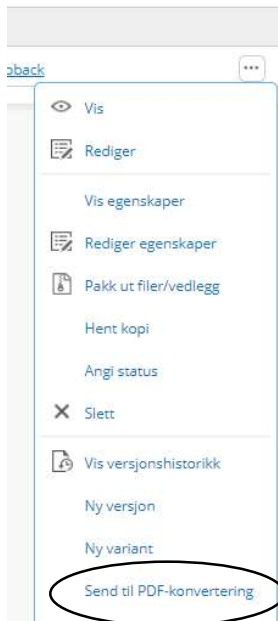 oback
Vis
Rediger
Vis egenskaper
Rediger egenskaper
Pakk ut filer/vedlegg
Hent kopi
Angi status
Slett
Vis versjonshistorikk
Ny versjon
Ny variant
Send til PDF-konvertering